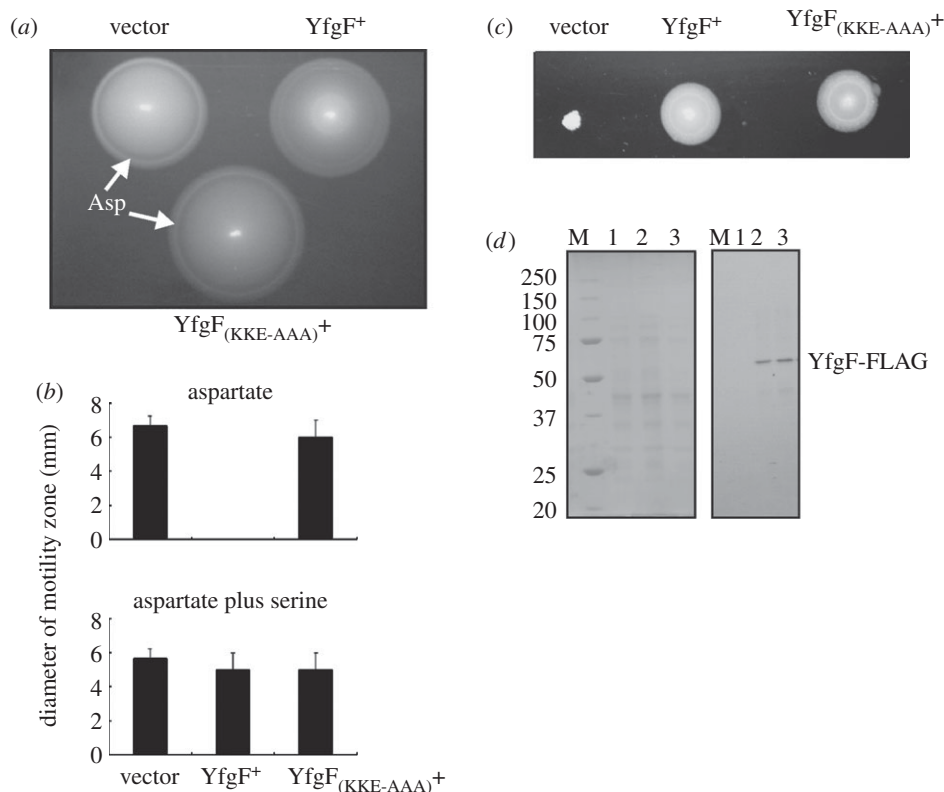 (a)
vector YfgF+
Asp
YfgF(KKE-AAA)+
(b)
aspartate
8
6
4
2
0
aspartate plus serine
8
6
4
2
0
diameter of motility zone (mm)
vector YfgF+ YfgF(KKE-AAA)+
(c)
vector YfgF+ YfgF(KKE-AAA)+
(d)
M 1 2 3 M 1 2 3
250
150
100
75
50
37
25
20
YfgF-FLAG